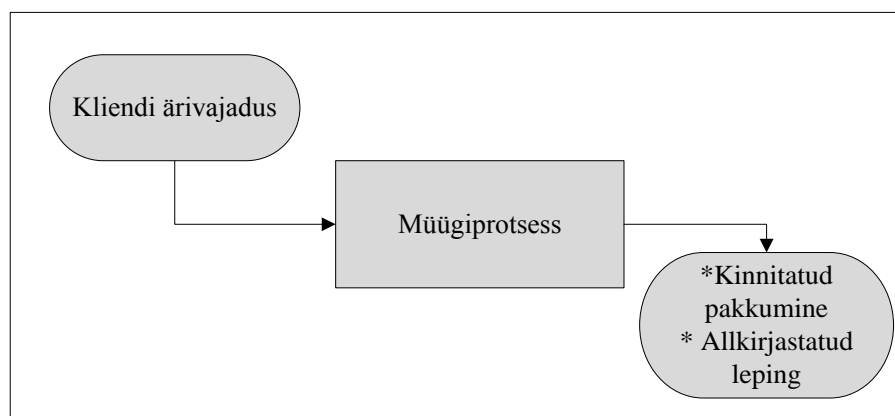 Kliendi ärivajadus
Müügiprotsess
*Kinnitatud
pakkumine
* Allkirjastatud
leping